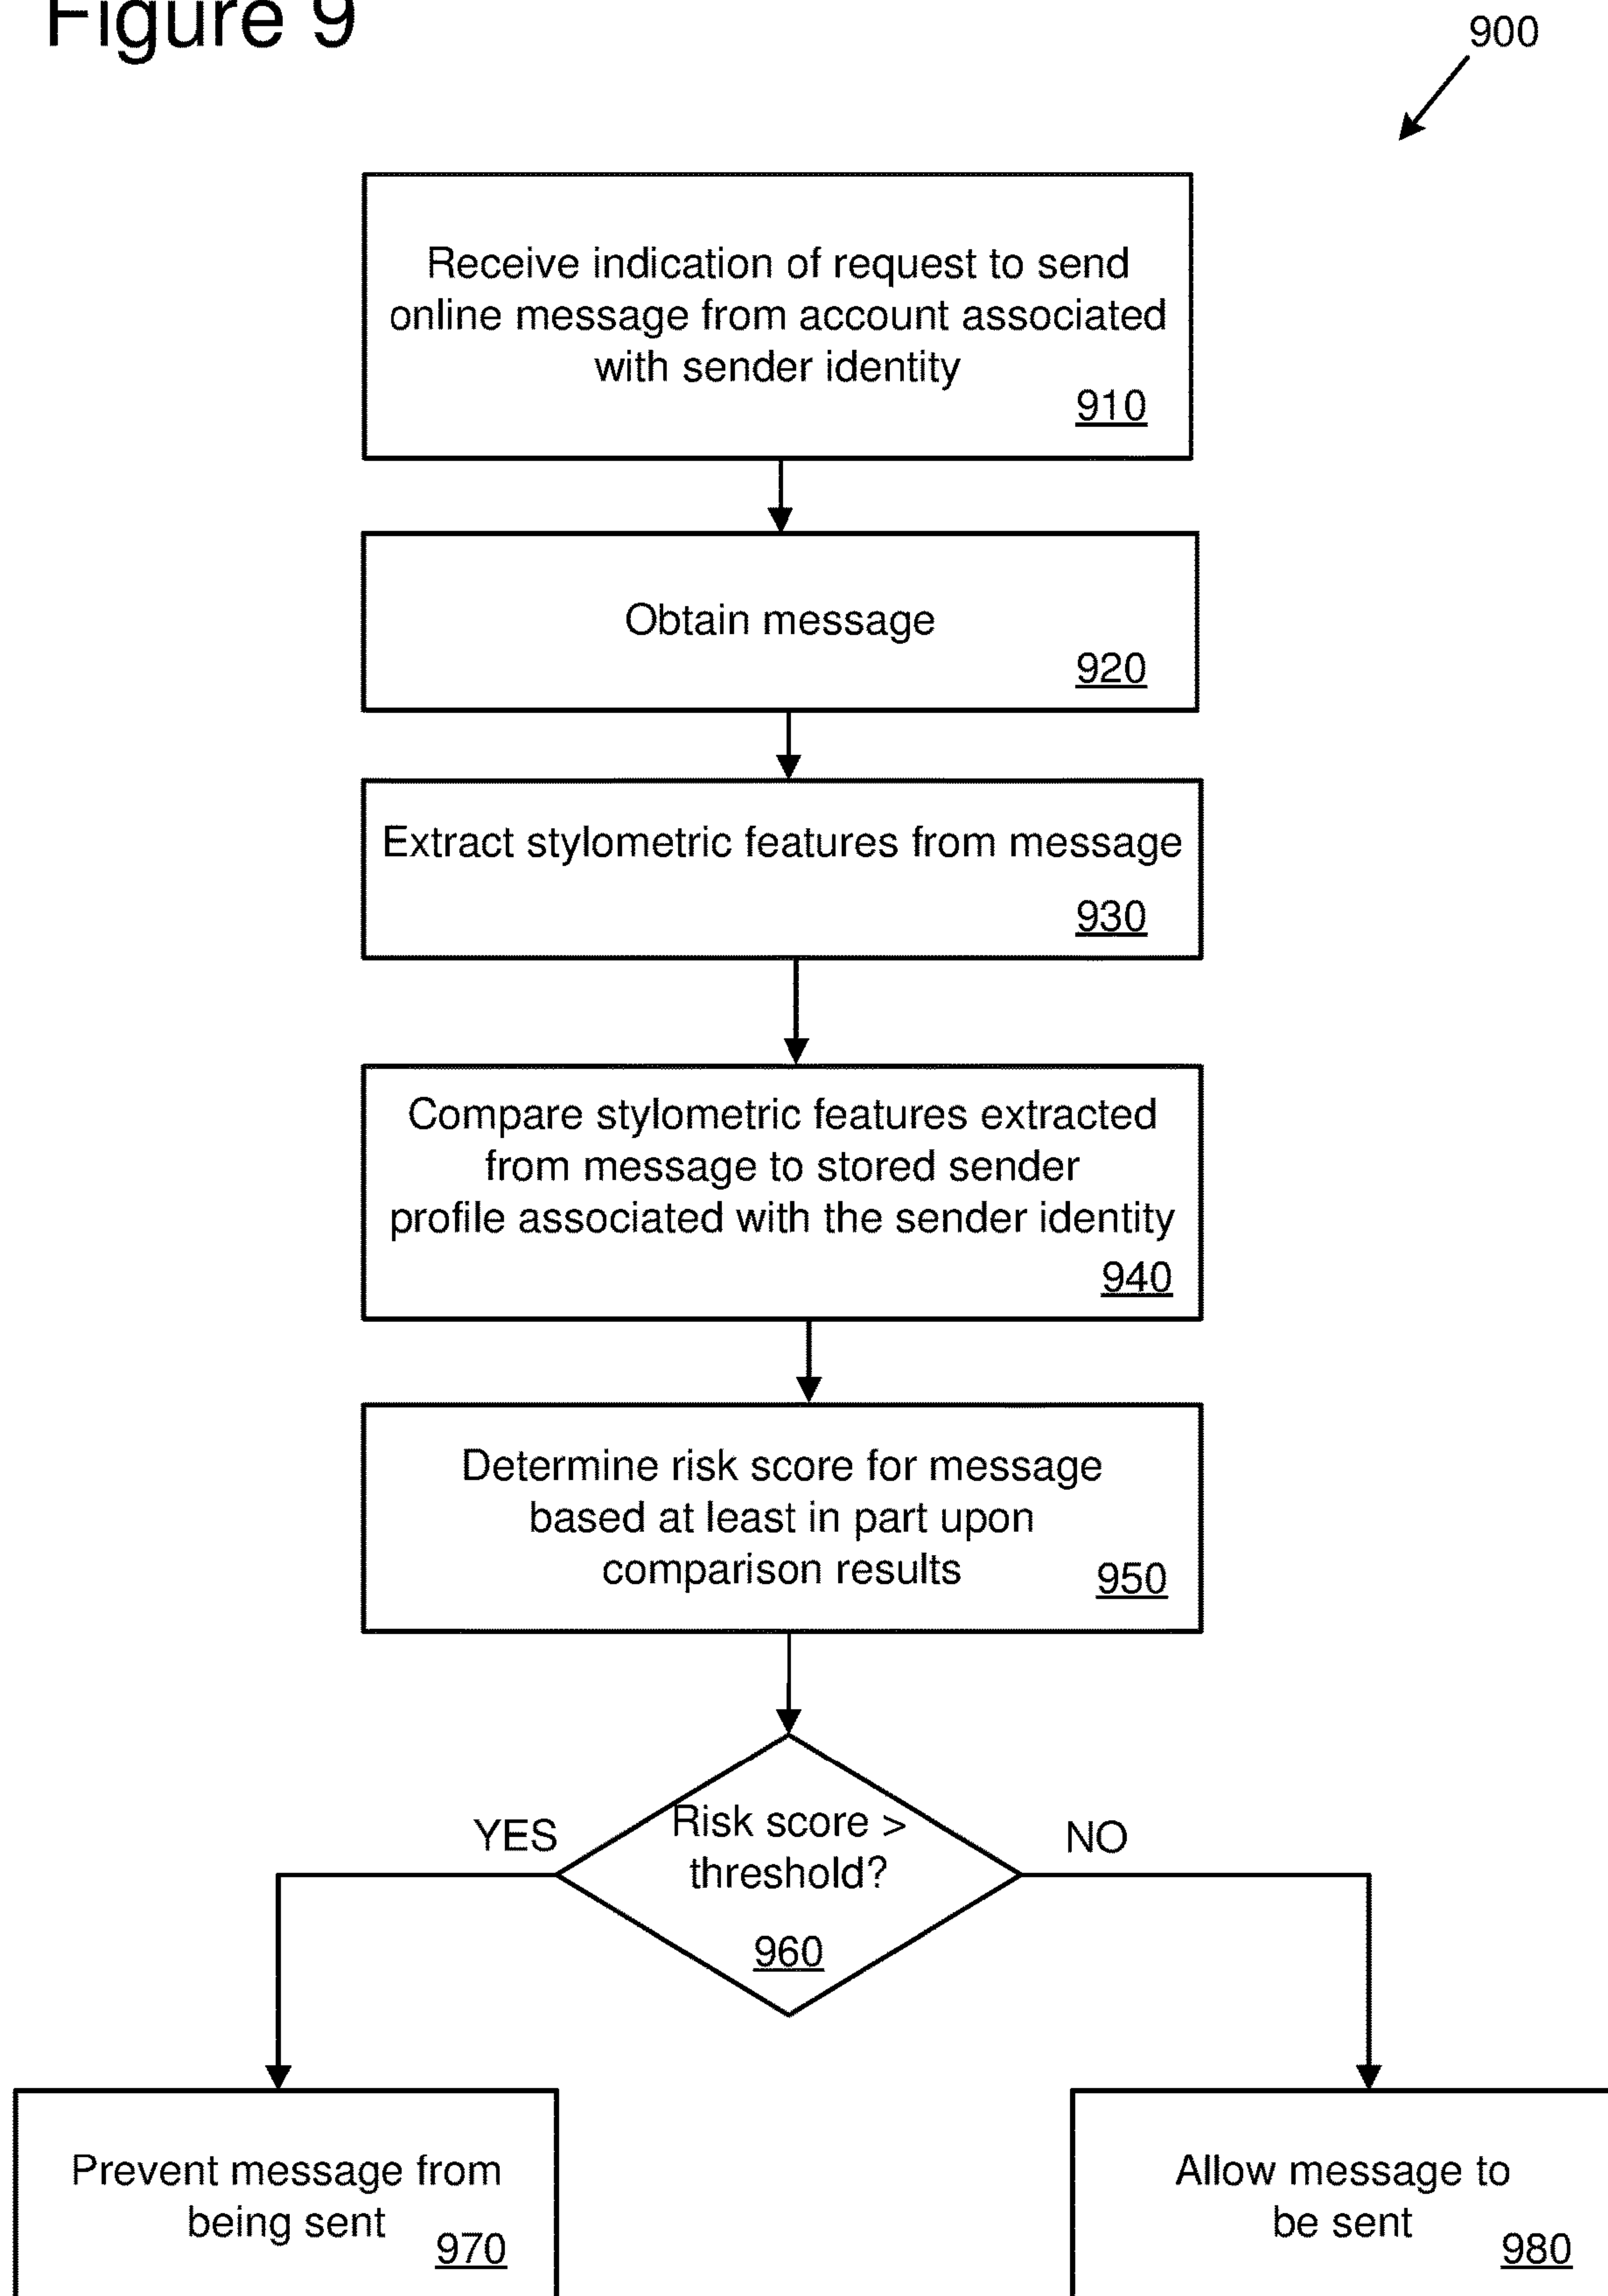 Figure 9
900
Receive indication of request to send
online message from account associated
with sender identity
910
Obtain message
920
Extract stylometric features from message
930
Compare stylometric features extracted
from message to stored sender
profile associated with the sender identity
940
Determine risk score for message
based at least in part upon
comparison results
950
YES
Risk score >
threshold?
960
NO
Prevent message from
being sent
970
Allow message to
be sent
980